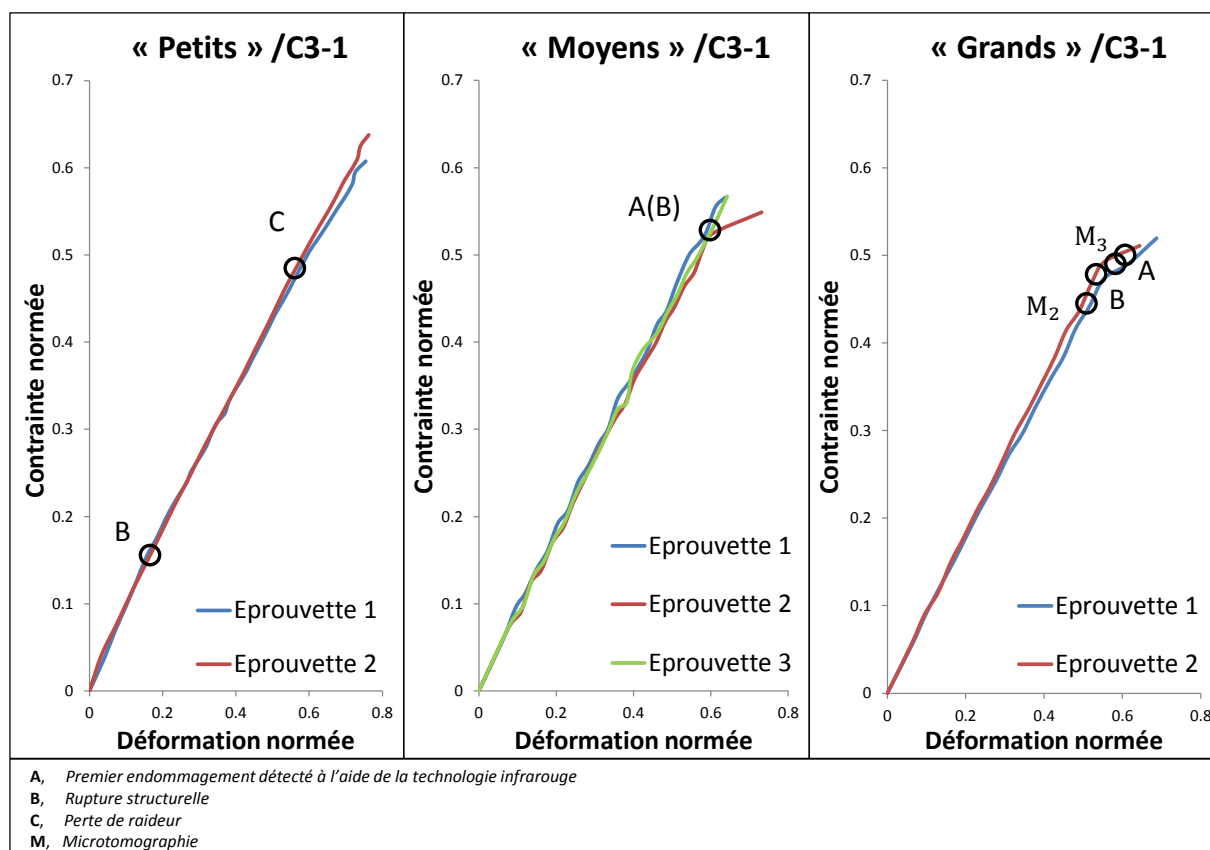 « Petits » /C3-1
Contrainte normée
0.7
0.6
0.5
0.4
0.3
0.2
0.1
0
C
B
Eprouvette 1
Eprouvette 2
0 0.2 0.4 0.6 0.8
Déformation normée
« Moyens » /C3-1
Contrainte normée
0.7
0.6
0.5
0.4
0.3
0.2
0.1
0
A(B)
Eprouvette 1
Eprouvette 2
Eprouvette 3
0 0.2 0.4 0.6 0.8
Déformation normée
« Grands » /C3-1
Contrainte normée
0.7
0.6
0.5
0.4
0.3
0.2
0.1
0
M₃
A
M₂
B
Eprouvette 1
Eprouvette 2
0 0.2 0.4 0.6 0.8
Déformation normée
A, Premier endommagement détecté à l’aide de la technologie infrarouge
B, Rupture structurelle
C, Perte de raideur
M, Microtomographie